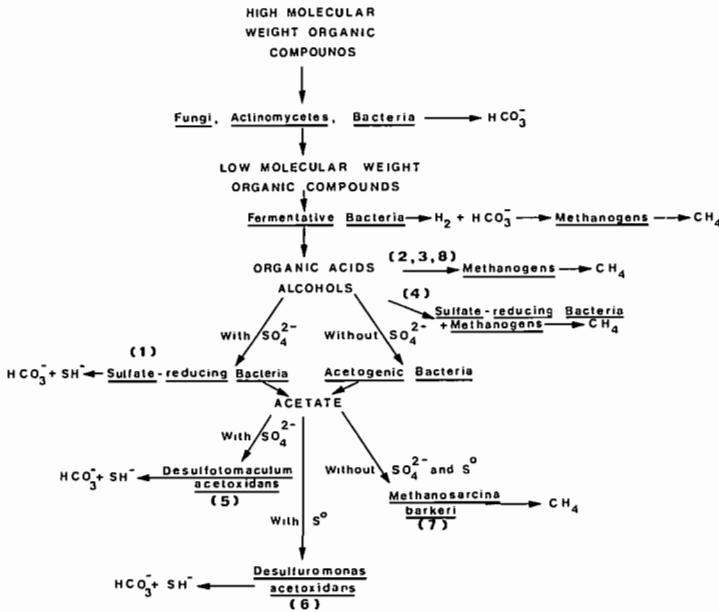 HIGH MOLECULAR
WEIGHT ORGANIC
COMPOUNOS
Fungi, Actinomycetes, Bacteria HCO₃⁻
LOW MOLECULAR WEIGHT
ORGANIC COMPOUNDS
Fermentative Bacteria H₂ + HCO₃⁻ Methanogens CH₄
(2,3,8)
ORGANIC ACIDS Methanogens CH₄
ALCOHOLS
(4)
Sulfate-reducing Bacteria
+Methanogens CH₄
With SO₄²⁻ Without SO₄²⁻
(1)
HCO₃⁻ + SH⁻ Sulfate-reducing Bacteria Acetogenic Bacteria
ACETATE
With SO₄²⁻
Without SO₄²⁻ and S⁰
HCO₃⁻ + SH⁻ Desulfotomaculum
acetoxidans
(5)
Methanosarcina CH₄
barkeri
(7)
With S⁰
Desulfuromonas
HCO₃⁻ + SH⁻ acetoxidans
(6)